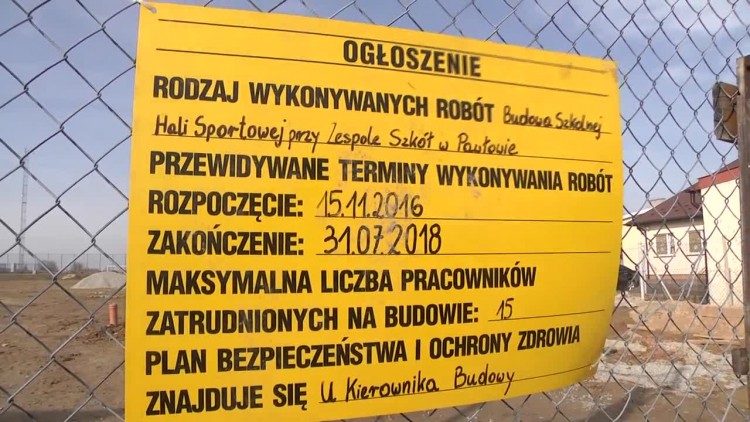 OGŁOSZENIE
RODZAJ WYKONYWANYCH ROBÓT Budowa Szkolnej
Hali Sportowej przy Zespole Szkół w Pawłowie
PRZEWIDYWANE TERMINY WYKONYWANIA ROBÓT
ROZPOCZĘCIE: 15.11.2016
ZAKOŃCZENIE: 31.07.2018
MAKSYMALNA LICZBA PRACOWNIKÓW
ZATRUDNIONYCH NA BUDOWIE: 15
PLAN BEZPIECZEŃSTWA I OCHRONY ZDROWIA
ZNAJDUJE SIĘ U Kierownika Budowy